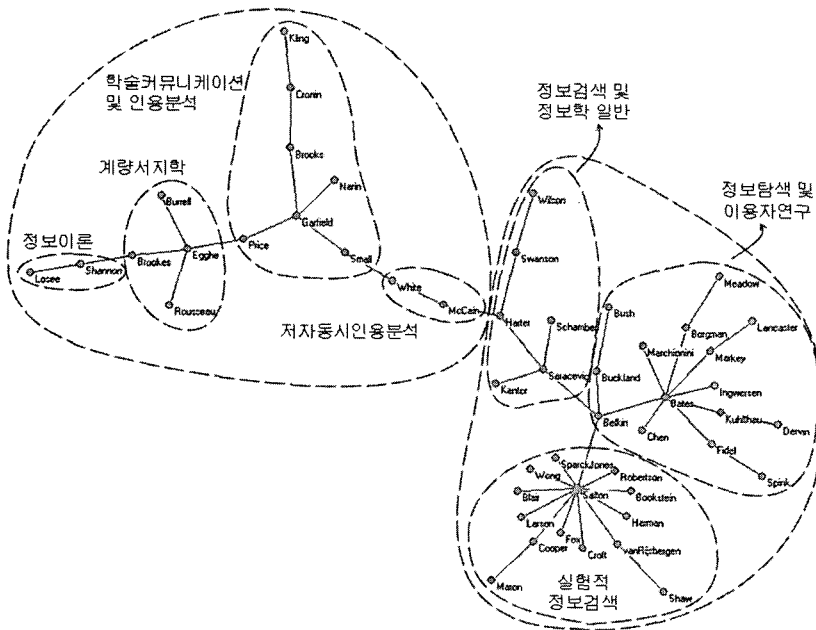 Kling
학술커뮤니케이션
및 인용분석
Cronin
정보검색 및
정보학 일반
Brooks
계량서지학
Narin
정보탐색 및
이용자연구
Burrell
Wilson
Garfield
정보이론
Price
Egghe
Small
Swanson
Shannon
Brookes
Losee
White
Meadow
Rousseau
McCain
Harter
Schamber
Bush
Borgman
Lancaster
저자동시인용분석
Marchionini
Markey
Saracevic
Buckland
Kantor
Ingwersen
Bates
Belkin
Kuhlthau
Dervin
Chen
Fidel
SparckJones
Wong
Robertson
Spink
Salton
Blair
Bookstein
Larson
Harman
Fox
Cooper
Croft
vanRijsbergen
Maron
실험적
정보검색
Shaw